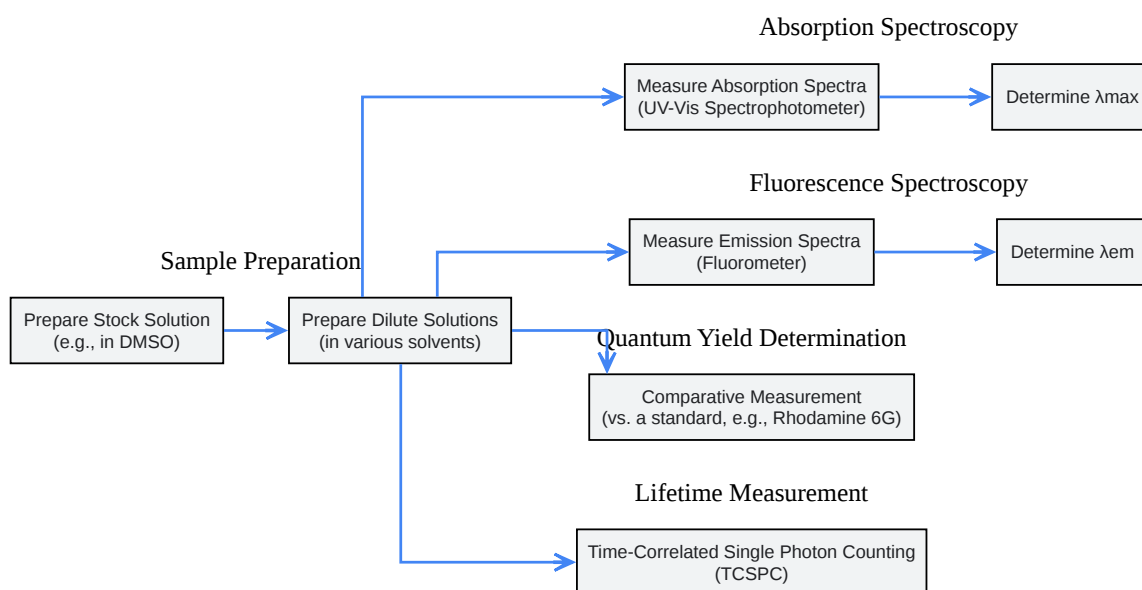 Absorption Spectroscopy
Measure Absorption Spectra
(UV-Vis Spectrophotometer)
Determine λmax
Fluorescence Spectroscopy
Measure Emission Spectra
(Fluorometer)
Determine λem
Sample Preparation
Prepare Stock Solution
(e.g., in DMSO)
Prepare Dilute Solutions
(in various solvents)
Quantum Yield Determination
Comparative Measurement
(vs. a standard, e.g., Rhodamine 6G)
Lifetime Measurement
Time-Correlated Single Photon Counting
(TCSPC)